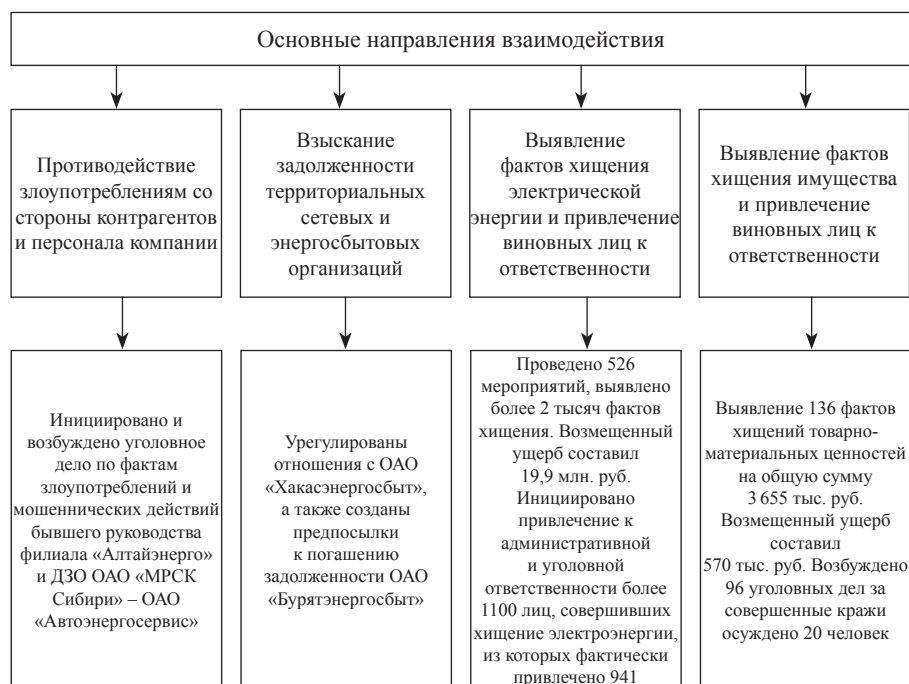 Основные направления взаимодействия
Противодействие
злоупотреблениям со
стороны контрагентов
и персонала компании
Взыскание
задолженности
территориальных
сетевых и
энергосбытовых
организаций
Выявление
фактов хищения
электрической
энергии и привлечение
виновных лиц к
ответственности
Выявление фактов
хищения имущества
и привлечение
виновных лиц к
ответственности
Инициировано и
возбуждено уголовное
дело по фактам
злоупотреблений и
мошеннических действий
бывшего руководства
филиала «Алтайэнерго»
и ДЗО ОАО «МРСК
Сибири» – ОАО
«Автоэнергосервис»
Урегулированы
отношения с ОАО
«Хакасэнергосбыт»,
а также созданы
предпосылки
к погашению
задолженности ОАО
«Бурятэнергосбыт»
Проведено 526
мероприятий, выявлено
более 2 тысяч фактов
хищения. Возмещенный
ущерб составил
19,9 млн. руб.
Инициировано
привлечение к
административной
и уголовной
ответственности более
1100 лиц, совершивших
хищение электроэнергии,
из которых фактически
привлечено 941
Выявление 136 фактов
хищений товарно-
материальных ценностей
на общую сумму
3 655 тыс. руб.
Возмещенный ущерб
составил
570 тыс. руб. Возбуждено
96 уголовных дел за
совершенные кражи
осуждено 20 человек